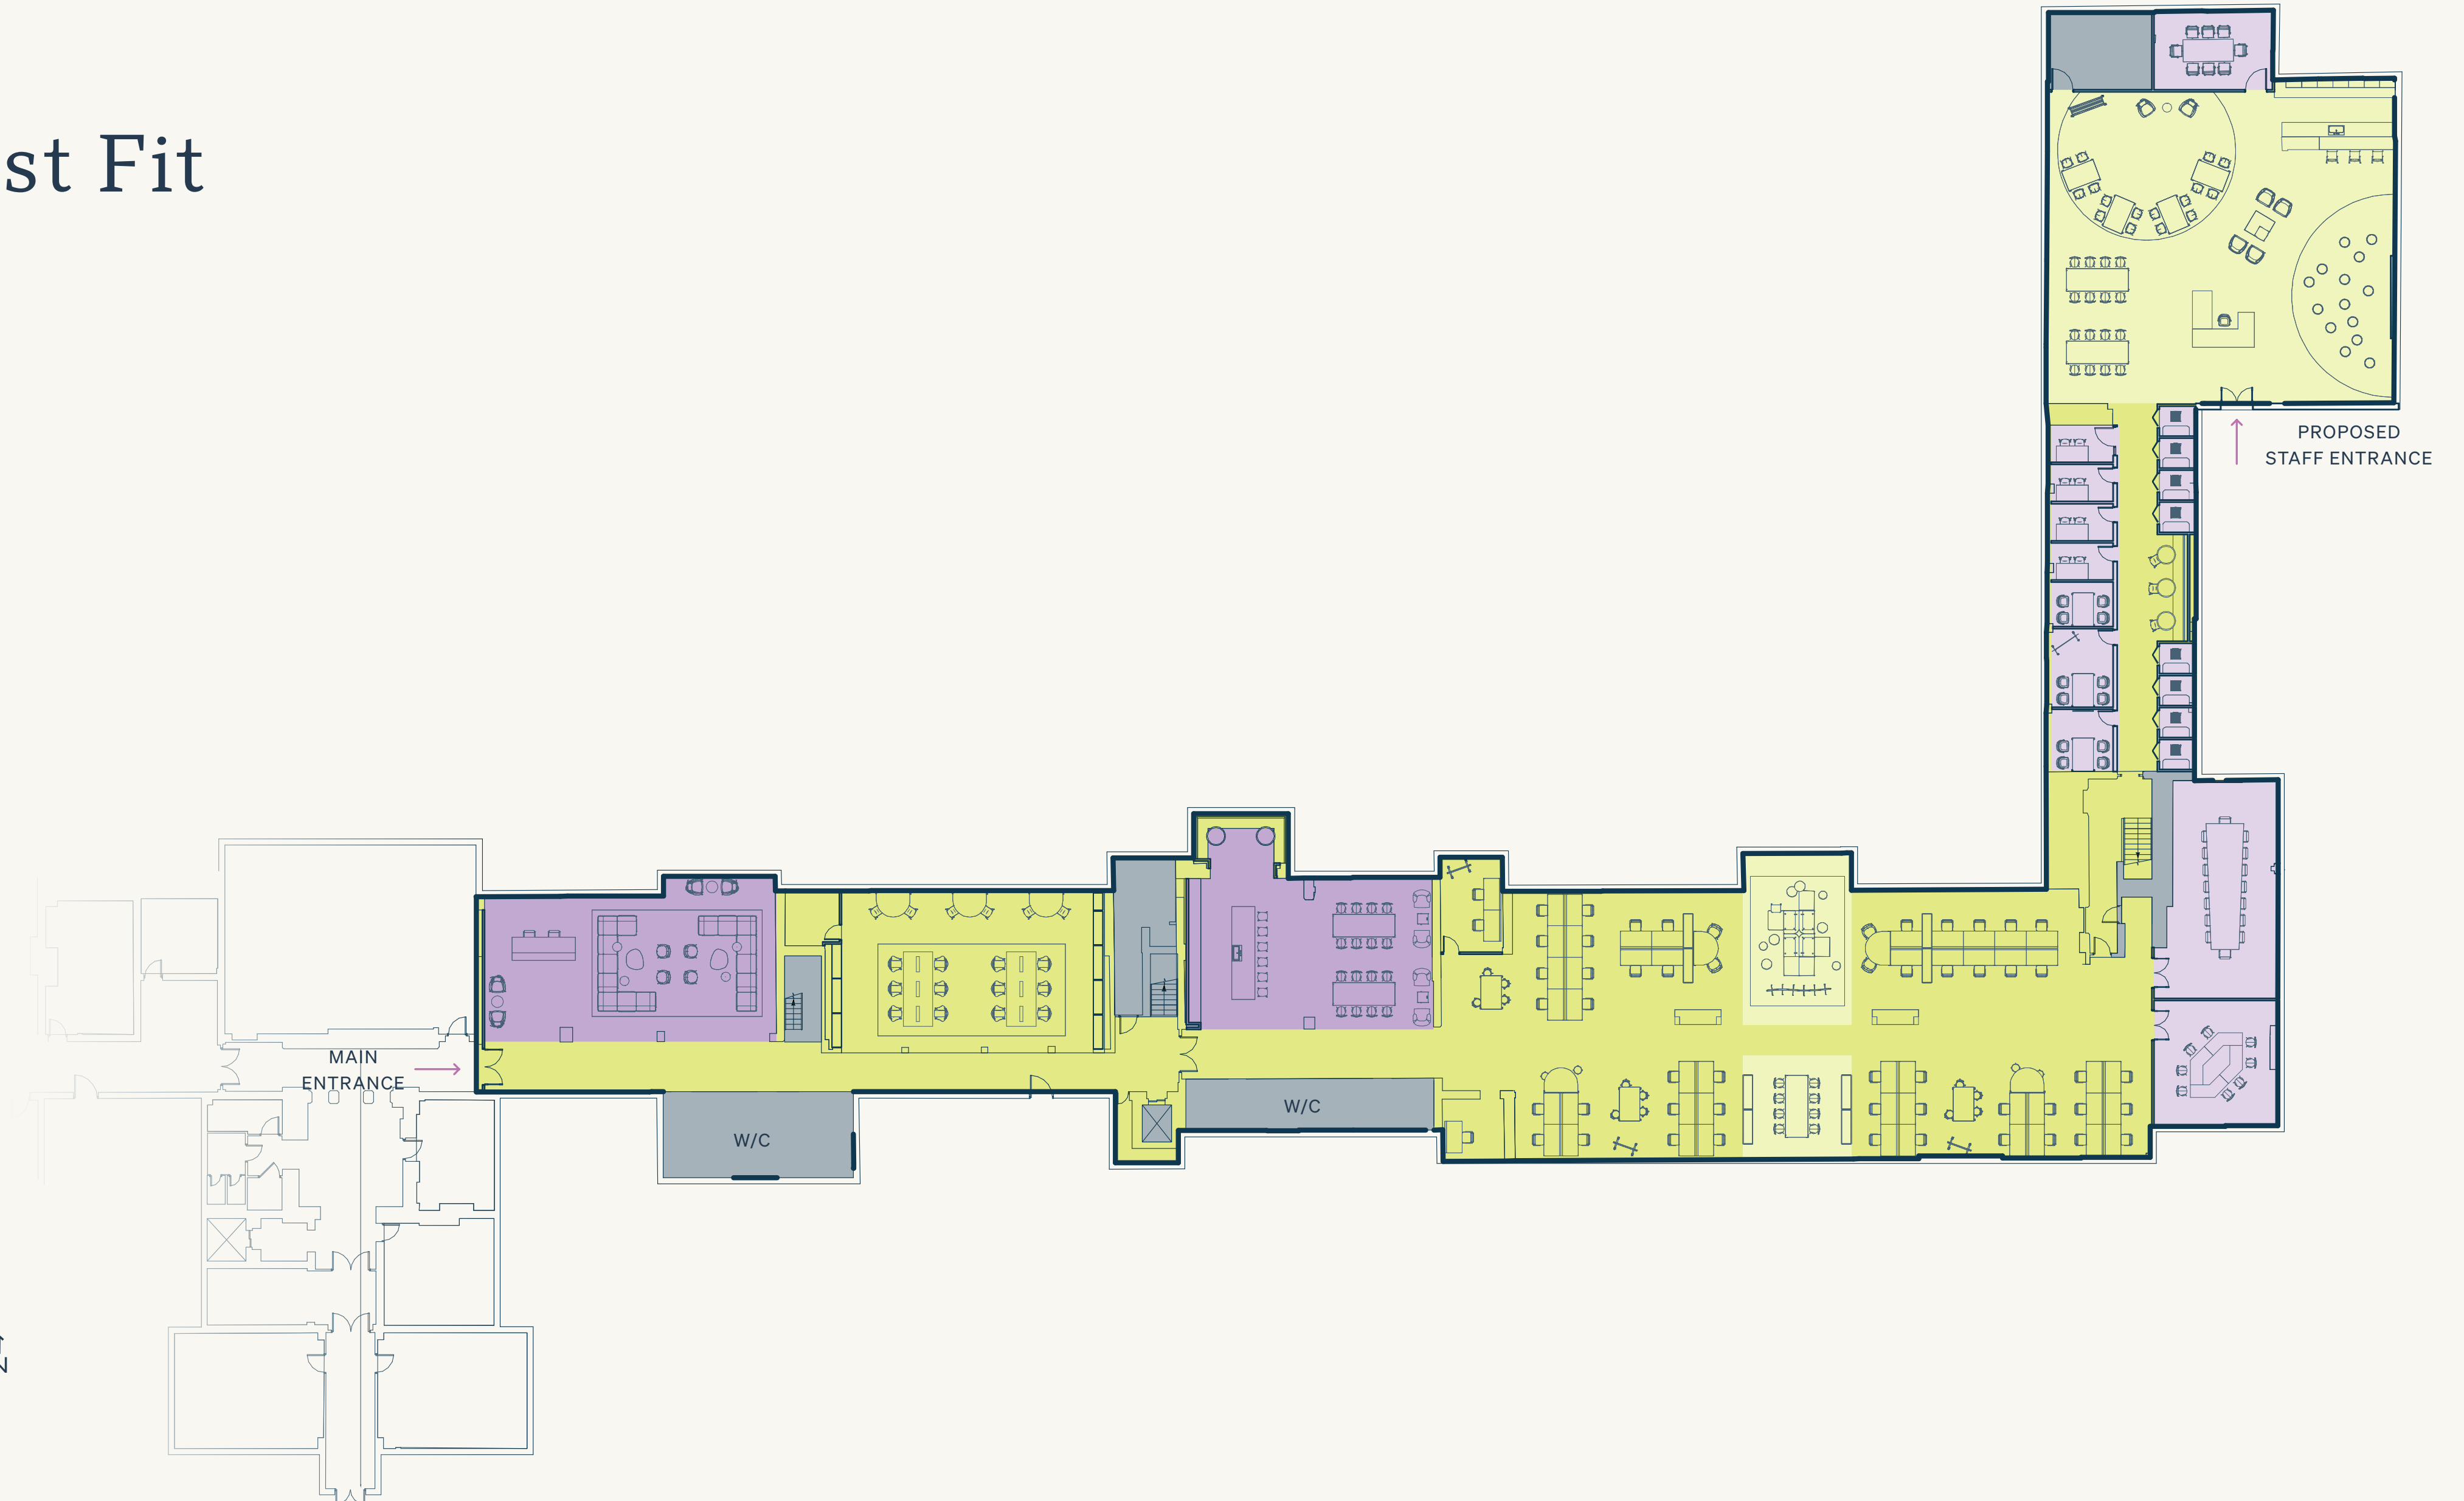 st Fit
PROPOSED
STAFF ENTRANCE
MAIN
ENTRANCE
W/C
W/C
N